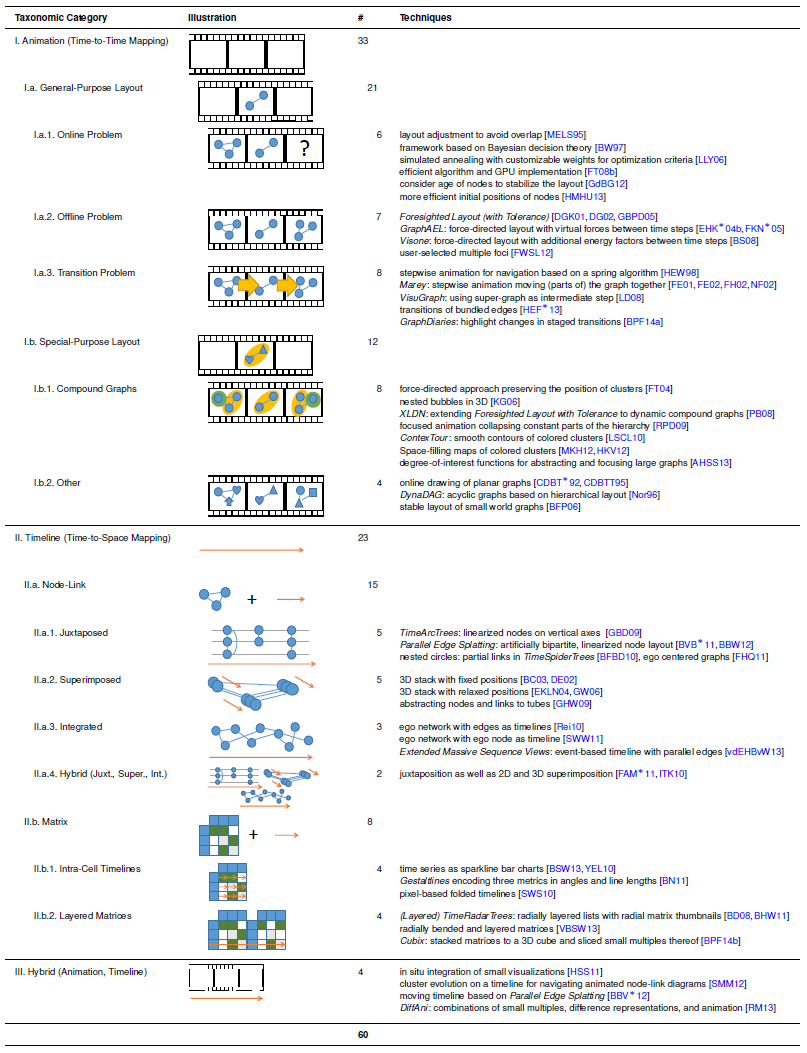 Taxonomic Category Illustration # Techniques
I. Animation (Time-to-Time Mapping) 33
I.a. General-Purpose Layout 21
I.a.1. Online Problem ? 6 layout adjustment to avoid overlap [MELS95]
framework based on Bayesian decision theory [BW97]
simulated annealing with customizable weights for optimization criteria [LLY06]
efficient algorithm and GPU implementation [FT08b]
consider age of nodes to stabilize the layout [GdBG12]
more efficient initial positions of nodes [HMHU13]
I.a.2. Offline Problem 7 Foresighted Layout (with Tolerance) [DGK01, DG02, GBPD05]
GraphAEL: force-directed layout with virtual forces between time steps [EHK*04b, FKN*05]
Visone: force-directed layout with additional energy factors between time steps [BS08]
user-selected multiple foci [FWSL12]
I.a.3. Transition Problem 8 stepwise animation for navigation based on a spring algorithm [HEW98]
Marey: stepwise animation moving (parts of) the graph together [FE01, FE02, FH02, NF02]
VisuGraph: using super-graph as intermediate step [LD08]
transitions of bundled edges [HEF*13]
GraphDiaries: highlight changes in staged transitions [BPF14a]
I.b. Special-Purpose Layout 12
I.b.1. Compound Graphs 8 force-directed approach preserving the position of clusters [FT04]
nested bubbles in 3D [KG06]
XLDN: extending Foresighted Layout with Tolerance to dynamic compound graphs [PB08]
focused animation collapsing constant parts of the hierarchy [RPD09]
ContexTour: smooth contours of colored clusters [LSCL10]
Space-filling maps of colored clusters [MKH12, HKV12]
degree-of-interest functions for abstracting and focusing large graphs [AHSS13]
I.b.2. Other 4 online drawing of planar graphs [CDBT*92, CDBTT95]
DynaDAG: acyclic graphs based on hierarchical layout [Nor96]
stable layout of small world graphs [BFP06]
II. Timeline (Time-to-Space Mapping) 23
II.a. Node-Link + 15
II.a.1. Juxtaposed 5 TimeArcTrees: linearized nodes on vertical axes [GBD09]
Parallel Edge Splatting: artificially bipartite, linearized node layout [BVB*11, BBW12]
nested circles: partial links in TimeSpiderTrees [BFBD10], ego centered graphs [FHQ11]
II.a.2. Superimposed 5 3D stack with fixed positions [BC03, DE02]
3D stack with relaxed positions [EKLN04, GW06]
abstracting nodes and links to tubes [GHW09]
II.a.3. Integrated 3 ego network with edges as timelines [Rei10]
ego network with ego node as timeline [SWW11]
Extended Massive Sequence Views: event-based timeline with parallel edges [vdEHBvW13]
II.a.4. Hybrid (Juxt., Super., Int.) 2 juxtaposition as well as 2D and 3D superimposition [FAM*11, ITK10]
II.b. Matrix + 8
II.b.1. Intra-Cell Timelines 4 time series as sparkline bar charts [BSW13, YEL10]
Gestaltlines encoding three metrics in angles and line lengths [BN11]
pixel-based folded timelines [SWS10]
II.b.2. Layered Matrices 4 (Layered) TimeRadarTrees: radially layered lists with radial matrix thumbnails [BD08, BHW11]
radially bended and layered matrices [VBSW13]
Cubix: stacked matrices to a 3D cube and sliced small multiples thereof [BPF14b]
III. Hybrid (Animation, Timeline) 4 in situ integration of small visualizations [HSS11]
cluster evolution on a timeline for navigating animated node-link diagrams [SMM12]
moving timeline based on Parallel Edge Splatting [BBV*12]
DiffAni: combinations of small multiples, difference representations, and animation [RM13]
60